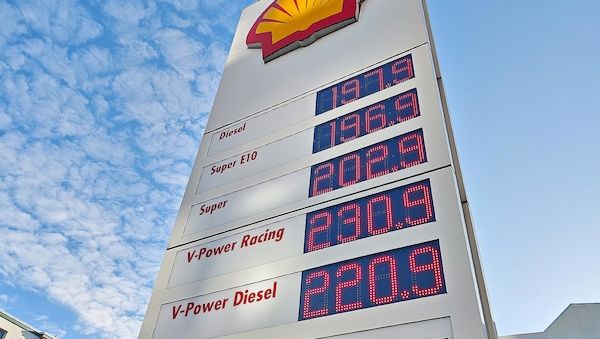 Diesel 197.9
Super E10 196.9
Super 202.9
V-Power Racing 230.9
V-Power Diesel 220.9